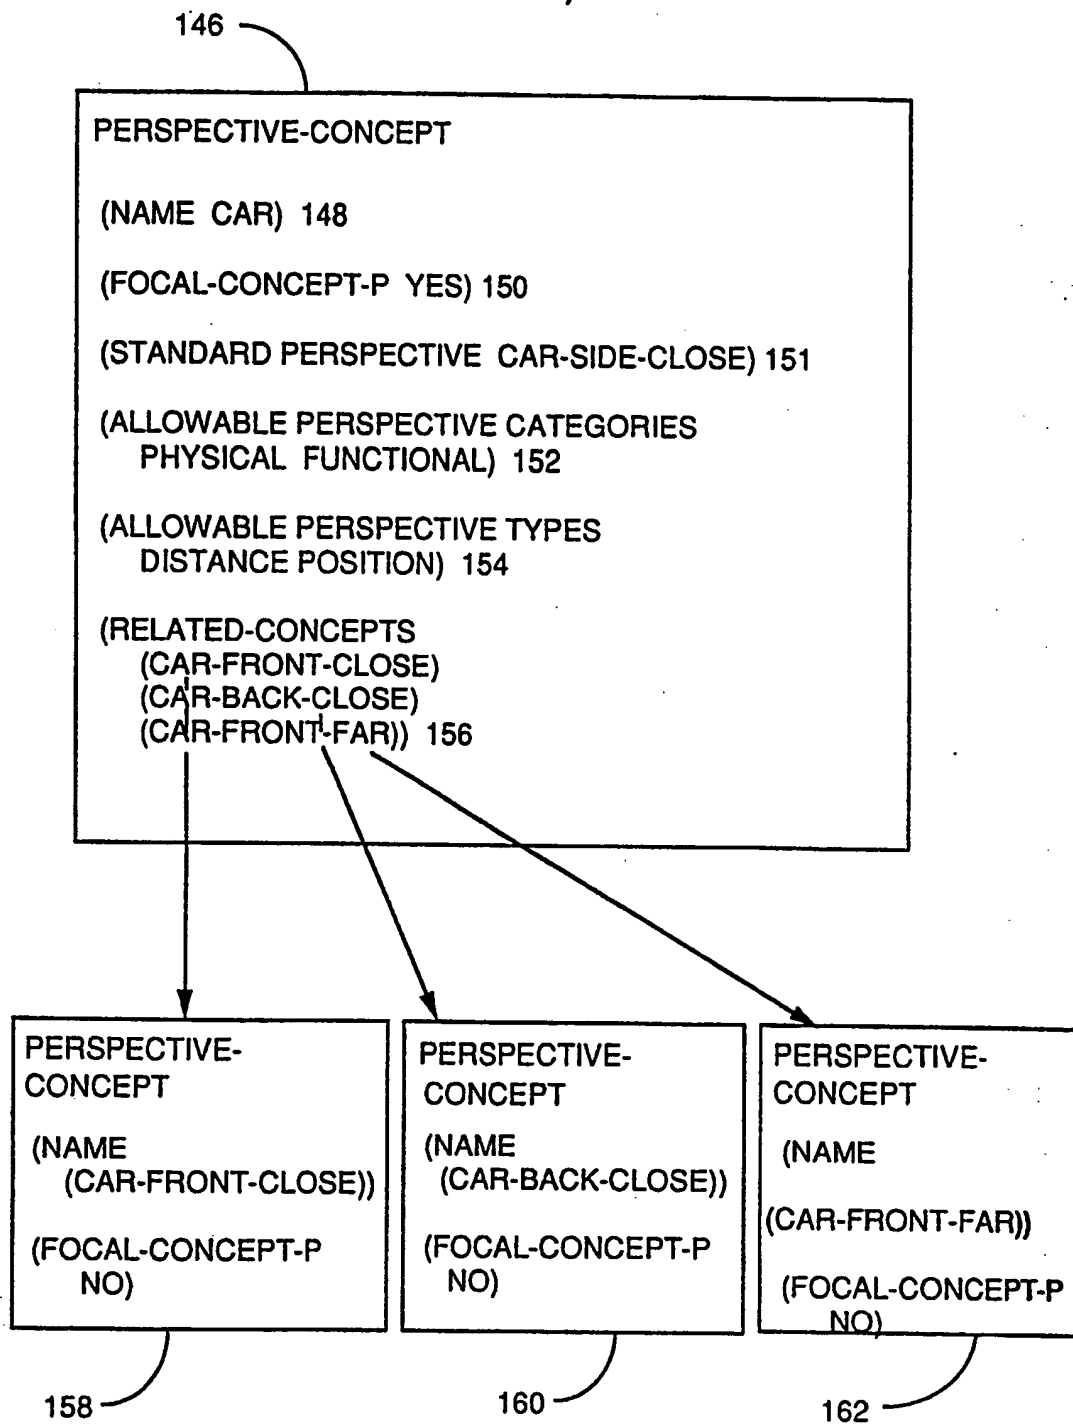 146
PERSPECTIVE-CONCEPT
(NAME CAR) 148
(FOCAL-CONCEPT-P YES) 150
(STANDARD PERSPECTIVE CAR-SIDE-CLOSE) 151
(ALLOWABLE PERSPECTIVE CATEGORIES
PHYSICAL FUNCTIONAL) 152
(ALLOWABLE PERSPECTIVE TYPES
DISTANCE POSITION) 154
(RELATED-CONCEPTS
(CAR-FRONT-CLOSE)
(CAR-BACK-CLOSE)
(CAR-FRONT-FAR)) 156
PERSPECTIVE-
CONCEPT
(NAME
(CAR-FRONT-CLOSE))
(FOCAL-CONCEPT-P
NO)
158
PERSPECTIVE-
CONCEPT
(NAME
(CAR-BACK-CLOSE))
(FOCAL-CONCEPT-P
NO)
160
PERSPECTIVE-
CONCEPT
(NAME
(CAR-FRONT-FAR))
(FOCAL-CONCEPT-P
NO)
162